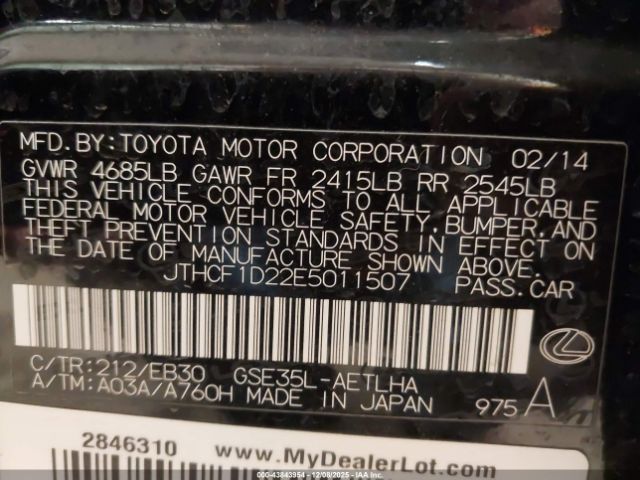 MFD.BY:TOYOTA MOTOR CORPORATION 02/14
GVWR 4685LB GAWR FR 2415LB RR 2545LB
THIS VEHICLE CONFORMS TO ALL APPLICABLE
FEDERAL MOTOR VEHICLE SAFETY,BUMPER,AND
THEFT PREVENTION STANDARDS IN EFFECT ON
THE DATE OF MANUFACTURE SHOWN ABOVE.
JTHCF1D22E5011507 PASS.CAR
C/TR:212/EB30 GSE35L-AETLHA
A/TM:A03A/A760H MADE IN JAPAN 975 A
2846310 www.MyDealerLot.com
© IAA - 43843954 - 12/08/2025 - IAAI.com